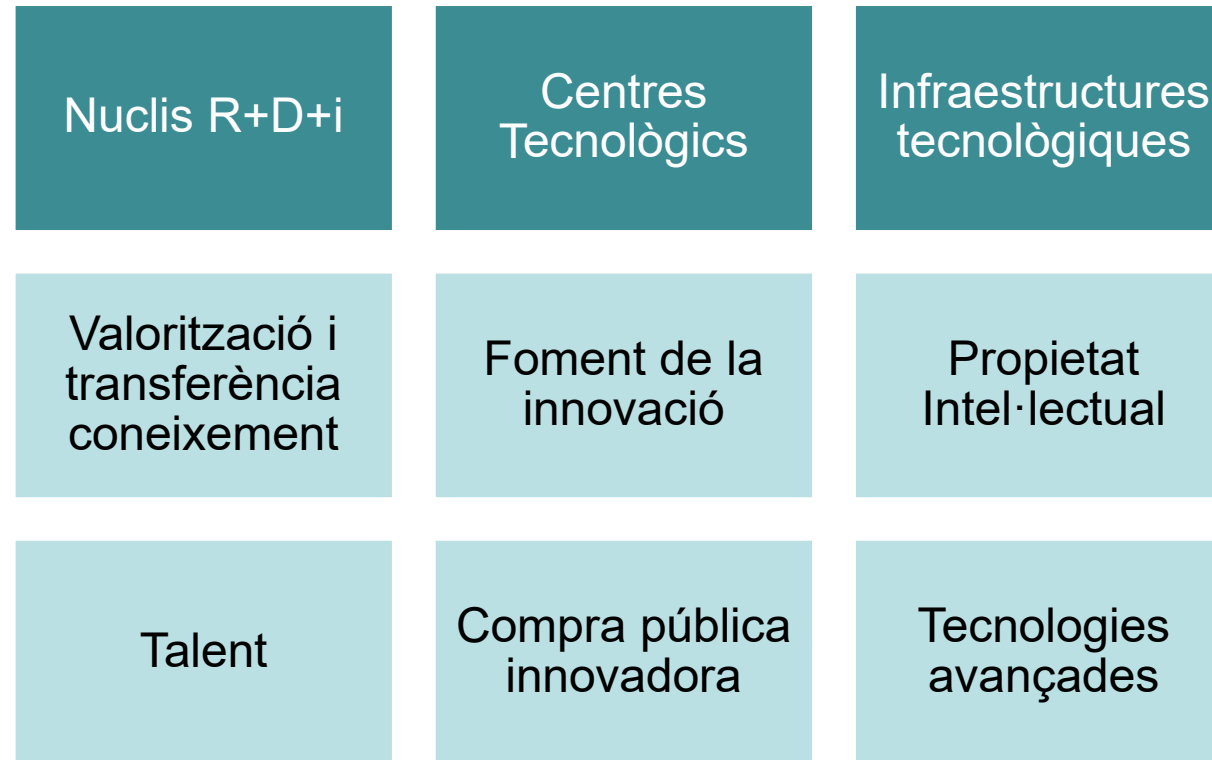 Nuclis R+D+i
Centres
Tecnològics
Infraestructures
tecnològiques
Valorització i
transferència
coneixement
Foment de la
innovació
Propietat
Intel·lectual
Talent
Compra pública
innovadora
Tecnologies
avançades